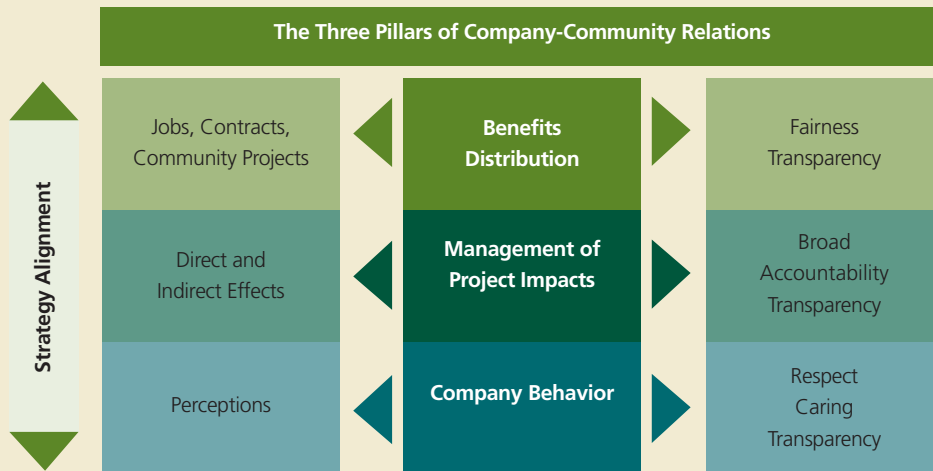 The Three Pillars of Company-Community Relations
Strategy Alignment
Jobs, Contracts,
Community Projects
Benefits
Distribution
Fairness
Transparency
Direct and
Indirect Effects
Management of
Project Impacts
Broad
Accountability
Transparency
Perceptions
Company Behavior
Respect
Caring
Transparency